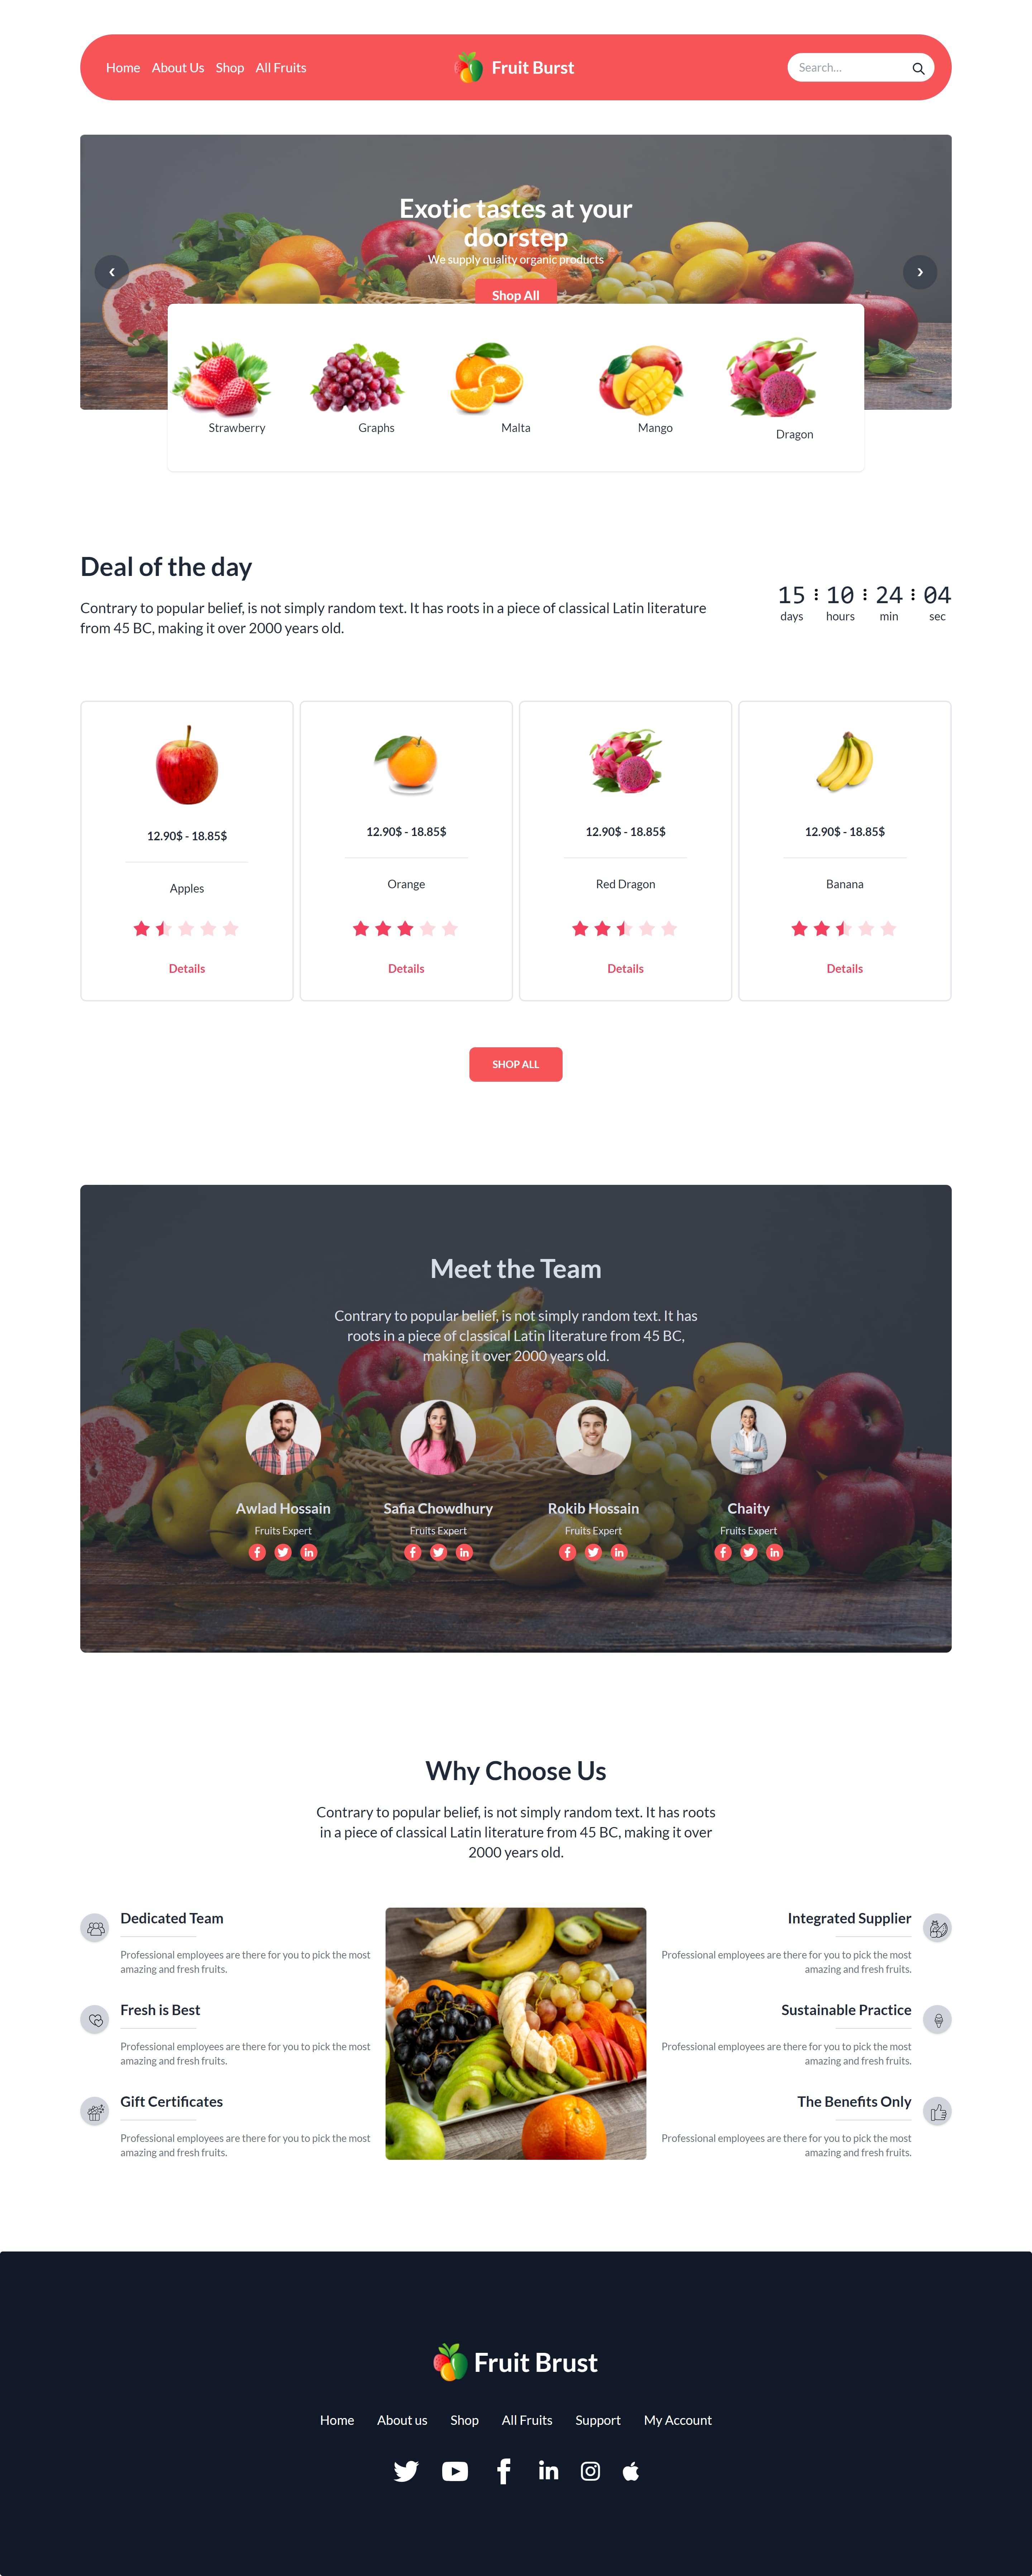 Home About Us Shop All Fruits
Fruit Burst
Search...
Exotic tastes at your
doorstep
We supply quality organic products
Shop All
Strawberry
Graphs
Malta
Mango
Dragon
Deal of the day
Contrary to popular belief, is not simply random text. It has roots in a piece of classical Latin literature
from 45 BC, making it over 2000 years old.
15 : 10 : 24 : 04
days hours min sec
12.90$ - 18.85$
Apples
Details
12.90$ - 18.85$
Orange
Details
12.90$ - 18.85$
Red Dragon
Details
12.90$ - 18.85$
Banana
Details
SHOP ALL
Meet the Team
Contrary to popular belief, is not simply random text. It has
roots in a piece of classical Latin literature from 45 BC,
making it over 2000 years old.
Awlad Hossain
Fruits Expert
Safia Chowdhury
Fruits Expert
Rokib Hossain
Fruits Expert
Chaity
Fruits Expert
Why Choose Us
Contrary to popular belief, is not simply random text. It has roots
in a piece of classical Latin literature from 45 BC, making it over
2000 years old.
Dedicated Team
Professional employees are there for you to pick the most
amazing and fresh fruits.
Fresh is Best
Professional employees are there for you to pick the most
amazing and fresh fruits.
Gift Certificates
Professional employees are there for you to pick the most
amazing and fresh fruits.
Integrated Supplier
Professional employees are there for you to pick the most
amazing and fresh fruits.
Sustainable Practice
Professional employees are there for you to pick the most
amazing and fresh fruits.
The Benefits Only
Professional employees are there for you to pick the most
amazing and fresh fruits.
Fruit Brust
Home About us Shop All Fruits Support My Account